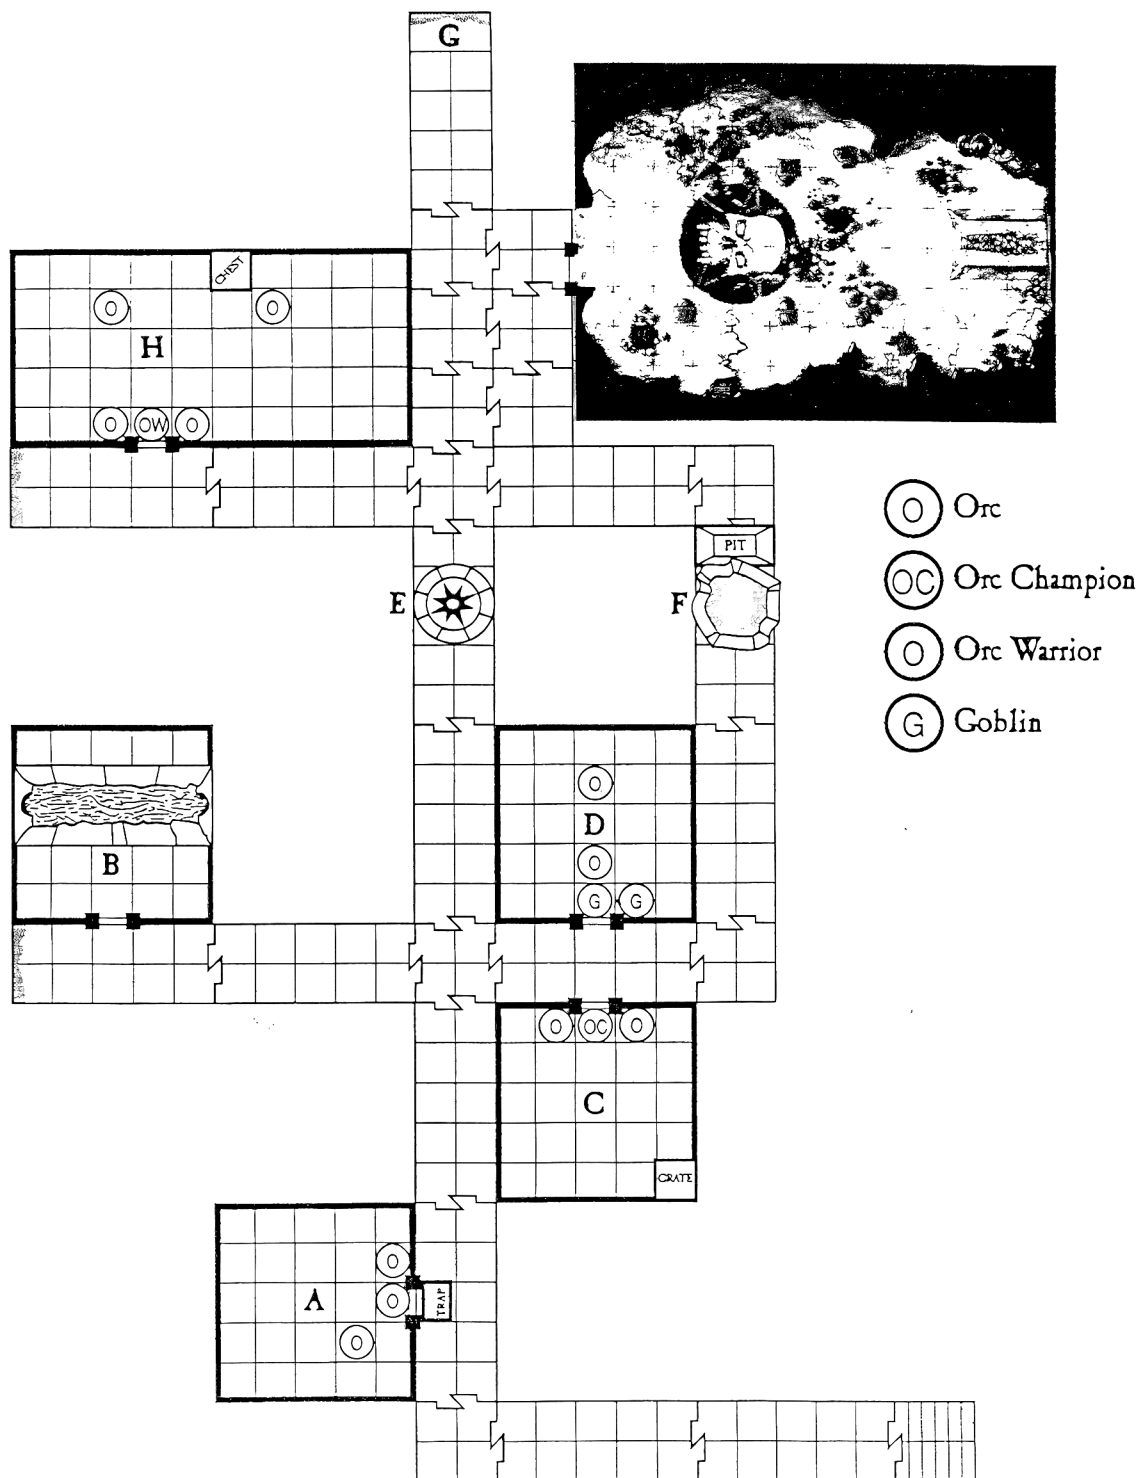 G
CHEST
O
O
H
O
OW
O
O Orc
PIT
OC Orc Champion
E
F
O Orc Warrior
G Goblin
O
D
B
O
G
G
O
OC
O
C
CRATE
O
A
O
TRAP
O